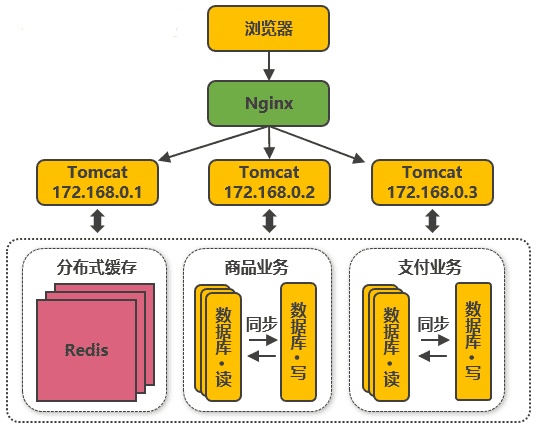 浏览器
Nginx
Tomcat
172.168.0.1
Tomcat
172.168.0.2
Tomcat
172.168.0.3
分布式缓存
Redis
商品业务
数据库·读
同步
数据库·写
支付业务
数据库·读
同步
数据库·写